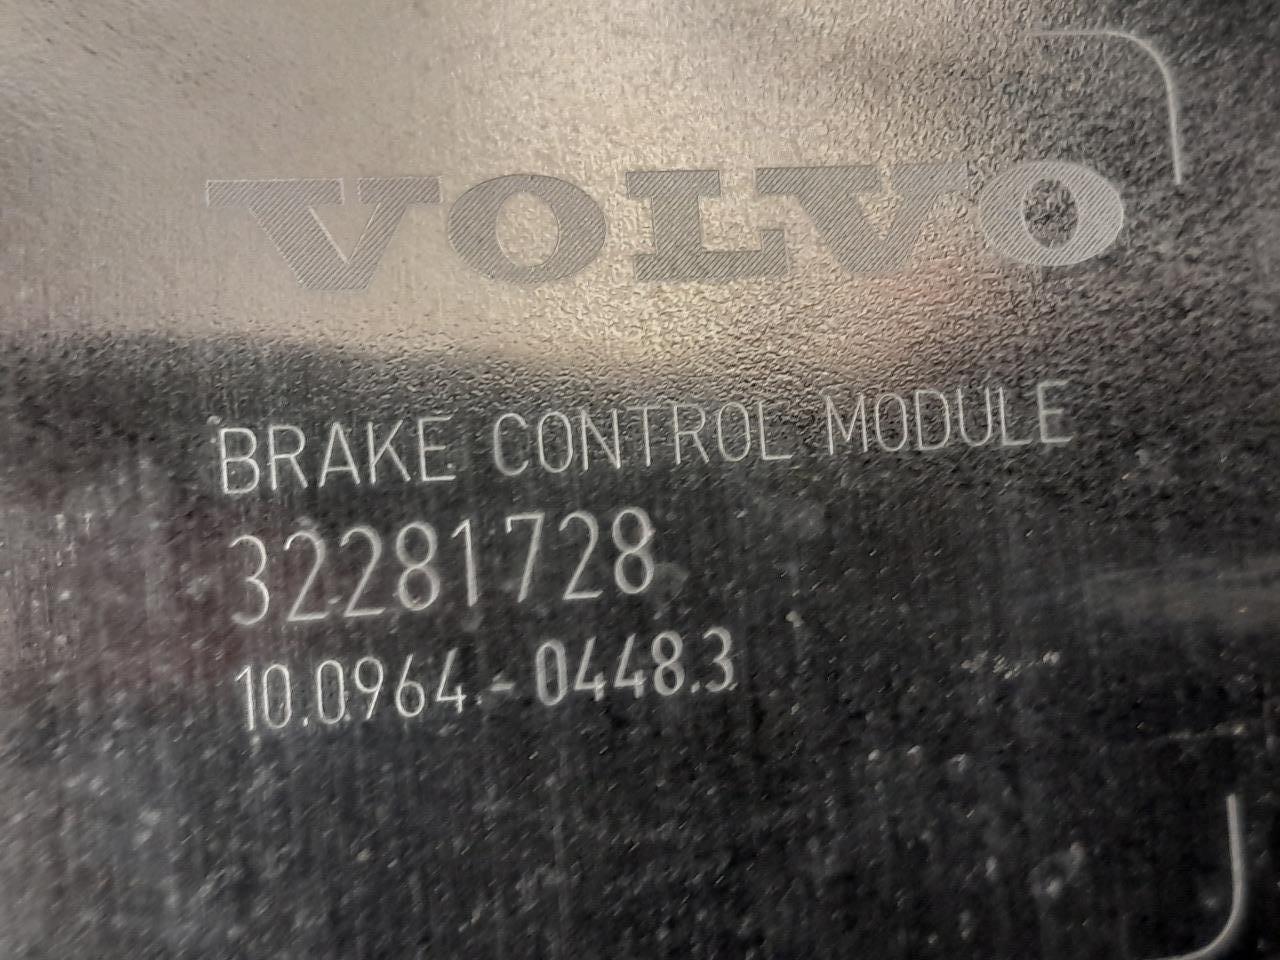 VOLVO
BRAKE CONTROL MODULE
32281728
10.0964-0448.3